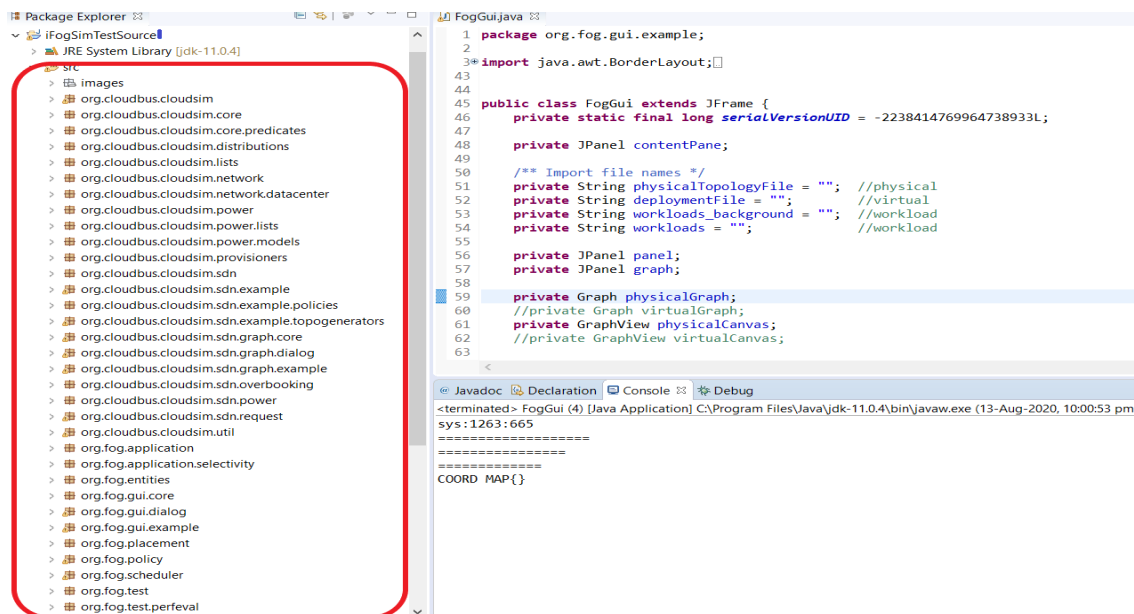 Package Explorer
iFogSimTestSource
JRE System Library [jdk-11.0.4]
src
images
org.cloudbus.cloudsim
org.cloudbus.cloudsim.core
org.cloudbus.cloudsim.core.predicates
org.cloudbus.cloudsim.distributions
org.cloudbus.cloudsim.lists
org.cloudbus.cloudsim.network
org.cloudbus.cloudsim.network.datacenter
org.cloudbus.cloudsim.power
org.cloudbus.cloudsim.power.lists
org.cloudbus.cloudsim.power.models
org.cloudbus.cloudsim.provisioners
org.cloudbus.cloudsim.sdn
org.cloudbus.cloudsim.sdn.example
org.cloudbus.cloudsim.sdn.example.policies
org.cloudbus.cloudsim.sdn.example.topogenerators
org.cloudbus.cloudsim.sdn.graph.core
org.cloudbus.cloudsim.sdn.graph.dialog
org.cloudbus.cloudsim.sdn.graph.example
org.cloudbus.cloudsim.sdn.overbooking
org.cloudbus.cloudsim.sdn.power
org.cloudbus.cloudsim.sdn.request
org.cloudbus.cloudsim.util
org.fog.application
org.fog.application.selectivity
org.fog.entities
org.fog.gui.core
org.fog.gui.dialog
org.fog.gui.example
org.fog.placement
org.fog.policy
org.fog.scheduler
org.fog.test
org.fog.test.perfeval
FogGui.java
1 package org.fog.gui.example;
2
3 import java.awt.BorderLayout;
43
44
45 public class FogGui extends JFrame {
46 private static final long serialVersionUID = -2238414769964738933L;
47
48 private JPanel contentPane;
49
50 /** Import file names */
51 private String physicalTopologyFile = ""; //physical
52 private String deploymentFile = ""; //virtual
53 private String workloads_background = ""; //workload
54 private String workloads = ""; //workload
55
56 private JPanel panel;
57 private JPanel graph;
58
59 private Graph physicalGraph;
60 //private Graph virtualGraph;
61 private GraphView physicalCanvas;
62 //private GraphView virtualCanvas;
63
@ Javadoc Declaration Console Debug
<terminated> FogGui (4) [Java Application] C:\Program Files\Java\jdk-11.0.4\bin\javaw.exe (13-Aug-2020, 10:00:53 pm
sys:1263:665
===================
================
=============
COORD MAP{}